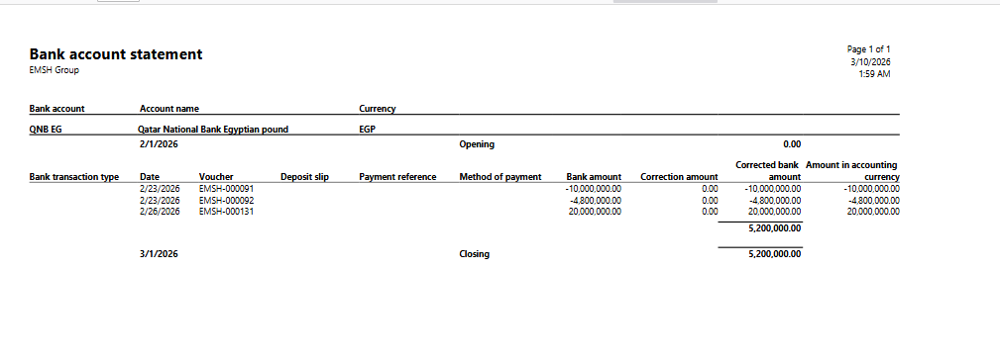 Bank account statement
EMSH Group
Page 1 of 1
3/10/2026
1:59 AM
Bank account Account name Currency
QNB EG Qatar National Bank Egyptian pound EGP
2/1/2026 Opening 0.00
Corrected bank Amount in accounting
Bank transaction type Date Voucher Deposit slip Payment reference Method of payment Bank amount Correction amount amount currency
2/23/2026 EMSH-000091 -10,000,000.00 0.00 -10,000,000.00 -10,000,000.00
2/23/2026 EMSH-000092 -4,800,000.00 0.00 -4,800,000.00 -4,800,000.00
2/26/2026 EMSH-000131 20,000,000.00 0.00 20,000,000.00 20,000,000.00
5,200,000.00
3/1/2026 Closing 5,200,000.00